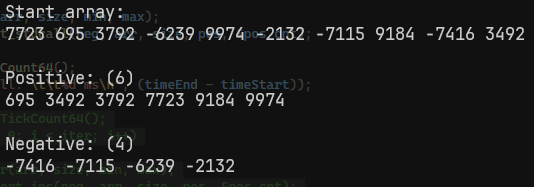 Start array:
7723 695 3792 -6239 9974 -2132 -7115 9184 -7416 3492
Positive: (6)
695 3492 3792 7723 9184 9974
Negative: (4)
-7416 -7115 -6239 -2132